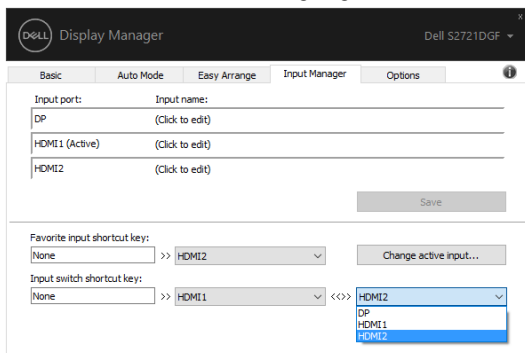 DELL Display Manager Dell S2721DGF
x
Basic Auto Mode Easy Arrange Input Manager Options i
Input port: Input name:
DP (Click to edit)
HDMI1 (Active) (Click to edit)
HDMI2 (Click to edit)
Save
Favorite input shortcut key:
None >> HDMI2 Change active input...
Input switch shortcut key:
None >> HDMI1 <<>> HDMI2
DP
HDMI1
HDMI2